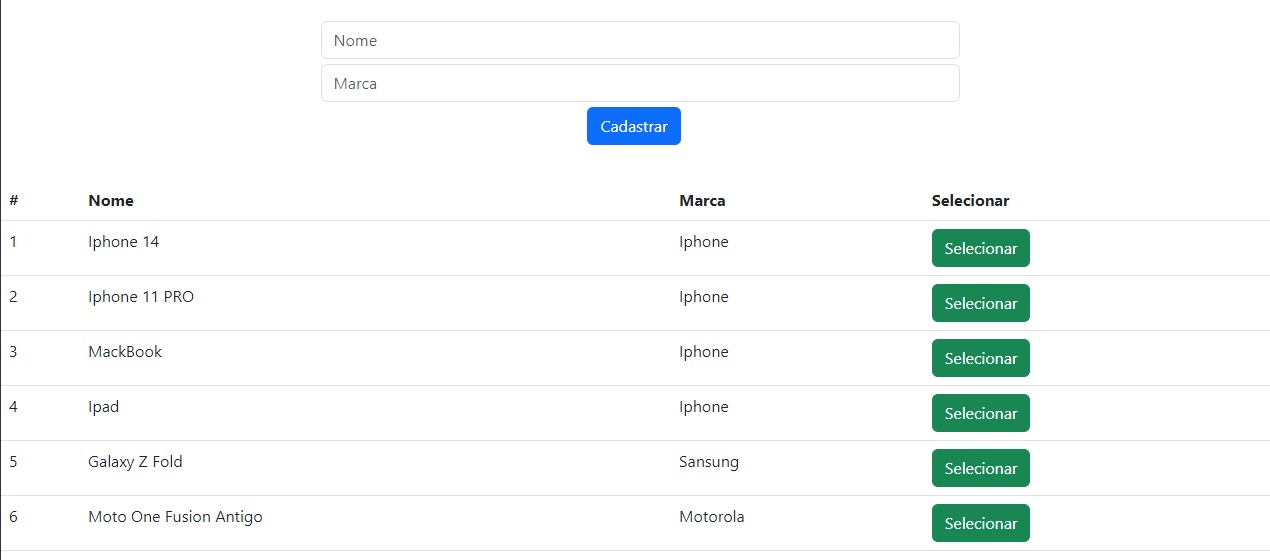 Nome
Marca
Cadastrar
# Nome Marca Selecionar
1 Iphone 14 Iphone Selecionar
2 Iphone 11 PRO Iphone Selecionar
3 MackBook Iphone Selecionar
4 Ipad Iphone Selecionar
5 Galaxy Z Fold Sansung Selecionar
6 Moto One Fusion Antigo Motorola Selecionar